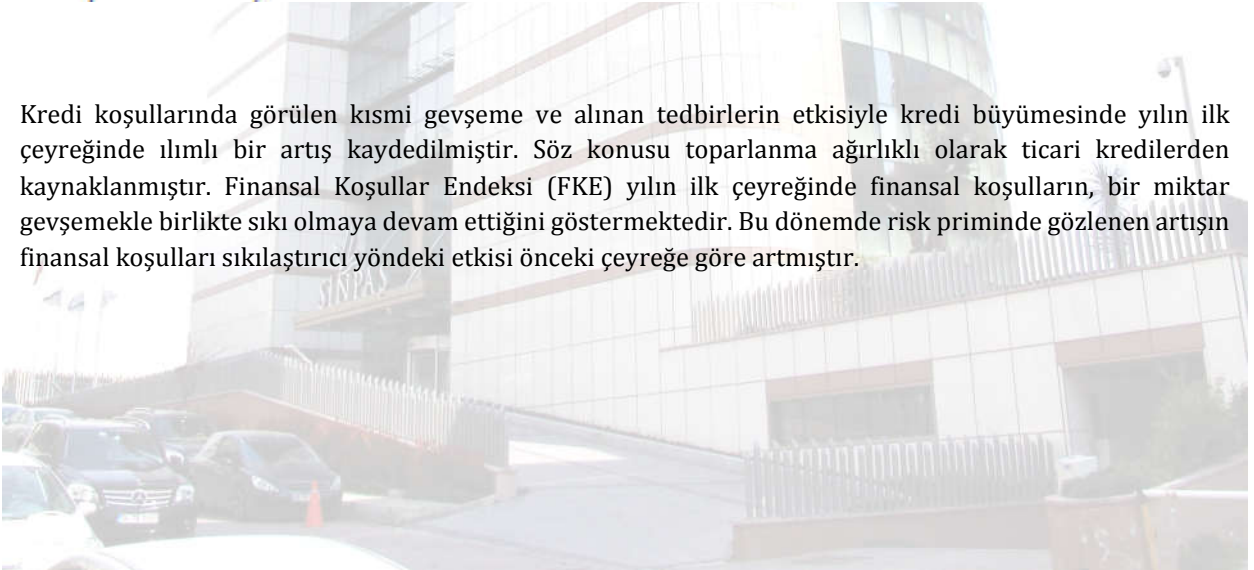 Kredi koşullarında görülen kısmi gevşeme ve alınan tedbirlerin etkisiyle kredi büyümesinde yılın ilk
çeyreğinde ılımlı bir artış kaydedilmiştir. Söz konusu toparlanma ağırlıklı olarak ticari kredilerden
kaynaklanmıştır. Finansal Koşullar Endeksi (FKE) yılın ilk çeyreğinde finansal koşulların, bir miktar
gevşemekle birlikte sıkı olmaya devam ettiğini göstermektedir. Bu dönemde risk priminde gözlenen artışın
finansal koşulları sıkılaştırıcı yöndeki etkisi önceki çeyreğe göre artmıştır.
SİNPAŞ